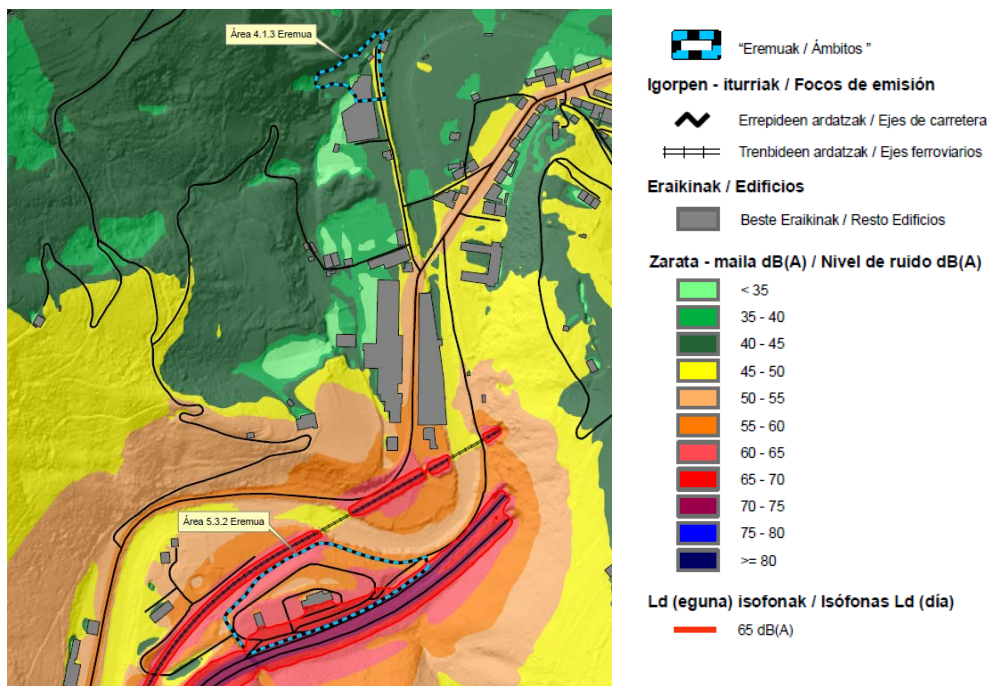 Área 4.1.3 Eremua
Área 5.3.2 Eremua
“Eremuak / Ámbitos ”
Igorpen - iturriak / Focos de emisión
Errepideen ardatzak / Ejes de carretera
Trenbideen ardatzak / Ejes ferroviarios
Eraikinak / Edificios
Beste Eraikinak / Resto Edificios
Zarata - maila dB(A) / Nivel de ruido dB(A)
< 35
35 - 40
40 - 45
45 - 50
50 - 55
55 - 60
60 - 65
65 - 70
70 - 75
75 - 80
>= 80
Ld (eguna) isofonak / Isófonas Ld (día)
65 dB(A)